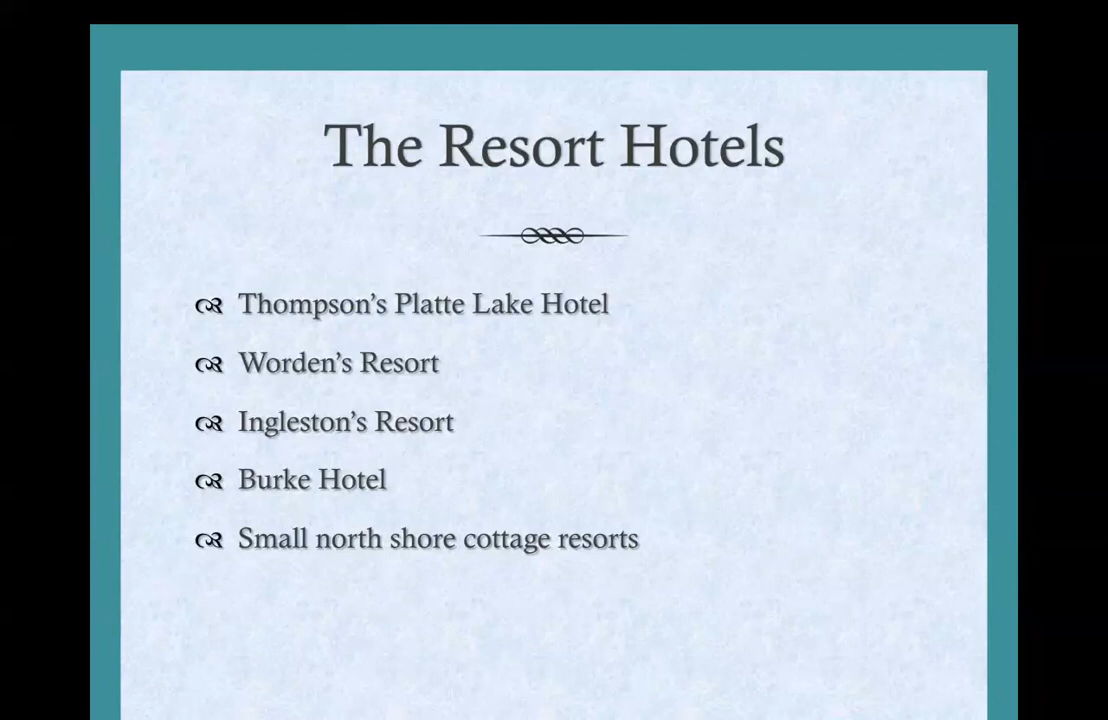 The Resort Hotels
Thompson’s Platte Lake Hotel
Worden’s Resort
Ingleston’s Resort
Burke Hotel
Small north shore cottage resorts